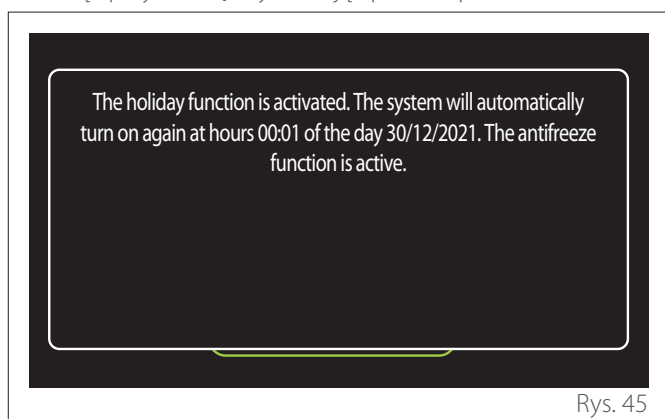 The holiday function is activated. The system will automatically
turn on again at hours 00:01 of the day 30/12/2021. The antifreeze
function is active.
Rys. 45